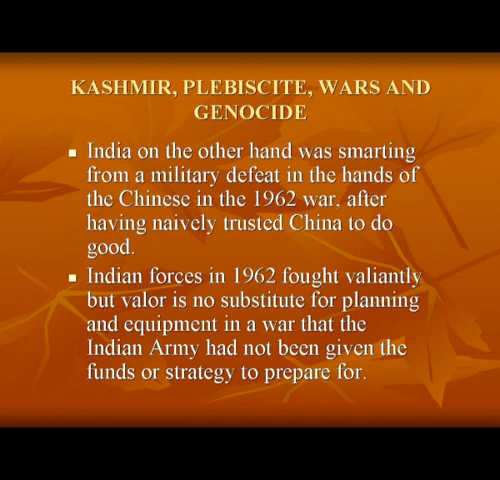 KASHMIR, PLEBISCITE, WARS AND
GENOCIDE
India on the other hand was smarting
from a military defeat in the hands of
the Chinese in the 1962 war, after
having naively trusted China to do
good.
Indian forces in 1962 fought valiantly
but valor is no substitute for planning
and equipment in a war that the
Indian Army had not been given the
funds or strategy to prepare for.